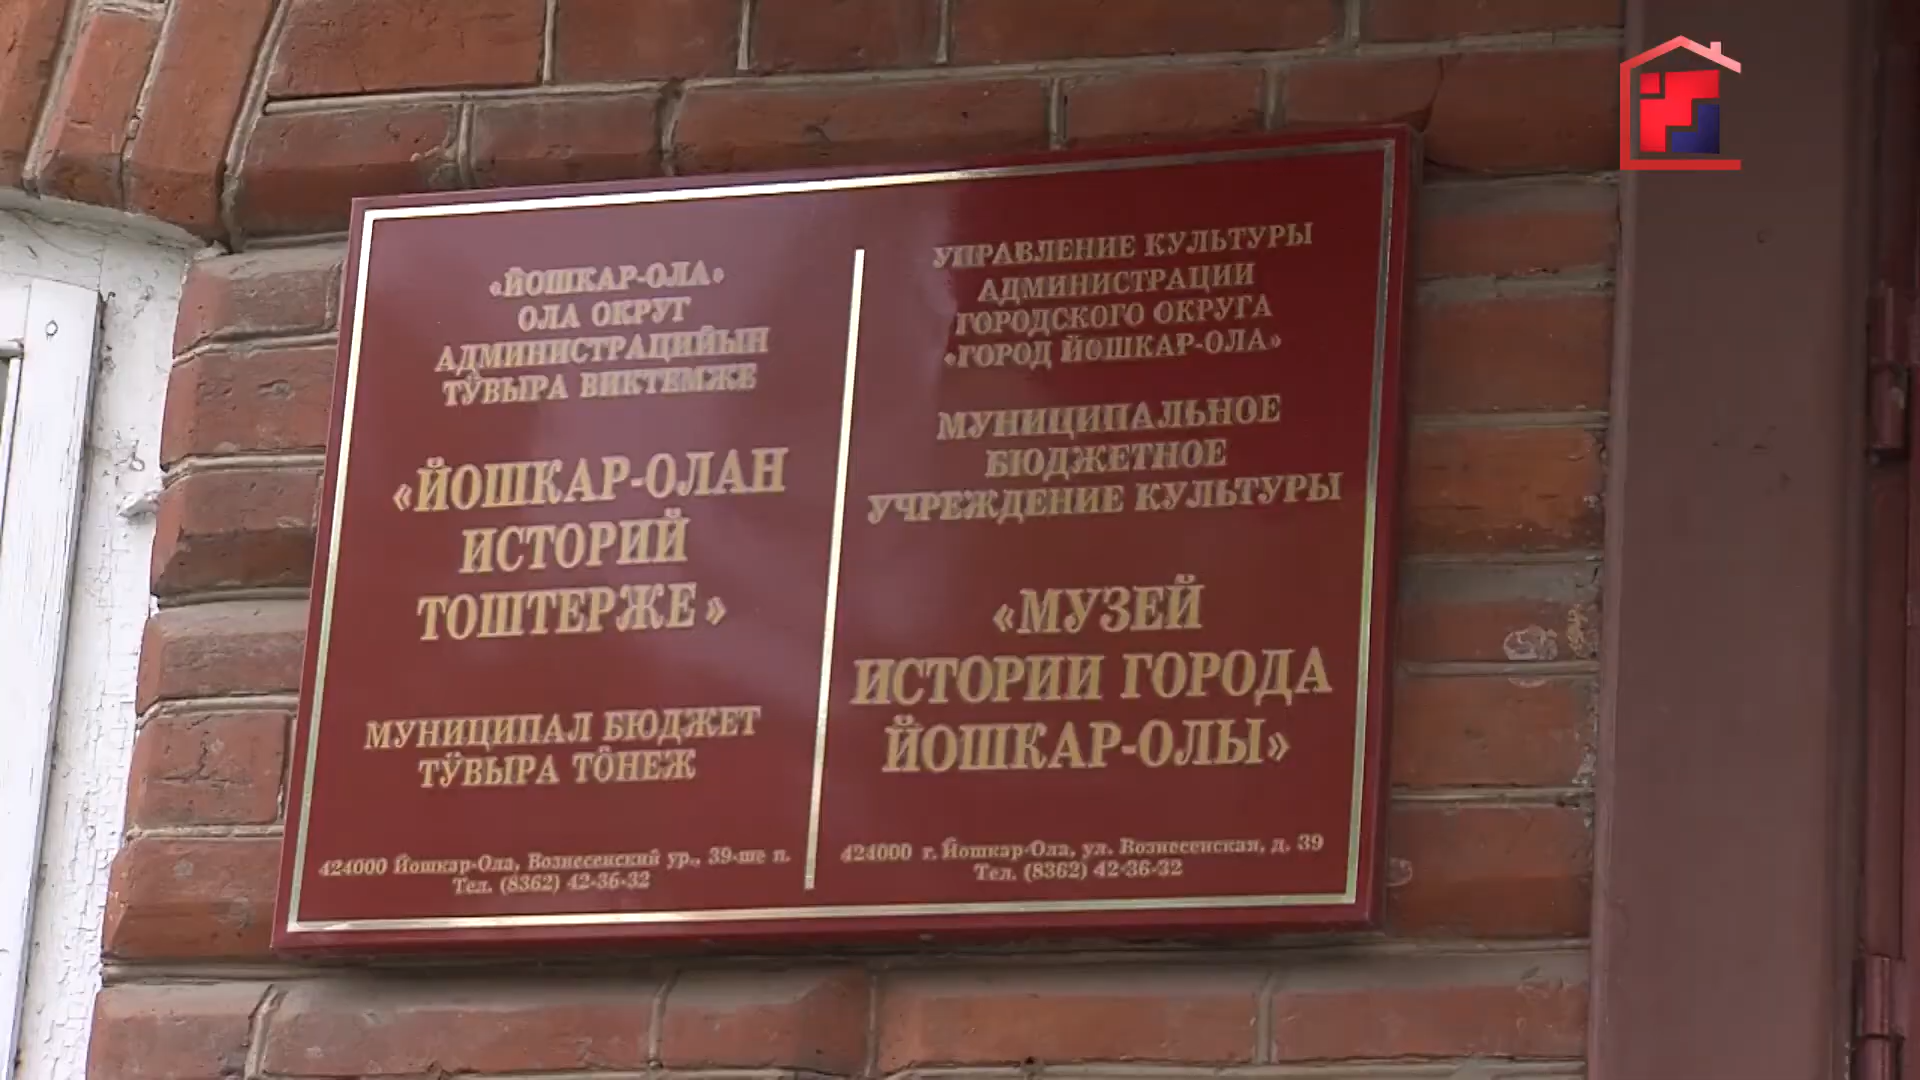 «ЙОШКАР-ОЛА»
ОЛА ОКРУГ
АДМИНИСТРАЦИЙЫН
ТӰВЫРА ВИКТЕМЖЕ
«ЙОШКАР-ОЛАН
ИСТОРИЙ
ТОШТЕРЖЕ»
МУНИЦИПАЛ БЮДЖЕТ
ТӰВЫРА ТӦНЕЖ
424000 Йошкар-Ола, Вознесенский ур., 39-ше п.
Тел. (8362) 42-36-32
УПРАВЛЕНИЕ КУЛЬТУРЫ
АДМИНИСТРАЦИИ
ГОРОДСКОГО ОКРУГА
«ГОРОД ЙОШКАР-ОЛА»
МУНИЦИПАЛЬНОЕ
БЮДЖЕТНОЕ
УЧРЕЖДЕНИЕ КУЛЬТУРЫ
«МУЗЕЙ
ИСТОРИИ ГОРОДА
ЙОШКАР-ОЛЫ»
424000 г. Йошкар-Ола, ул. Вознесенская, д. 39
Тел. (8362) 42-36-32